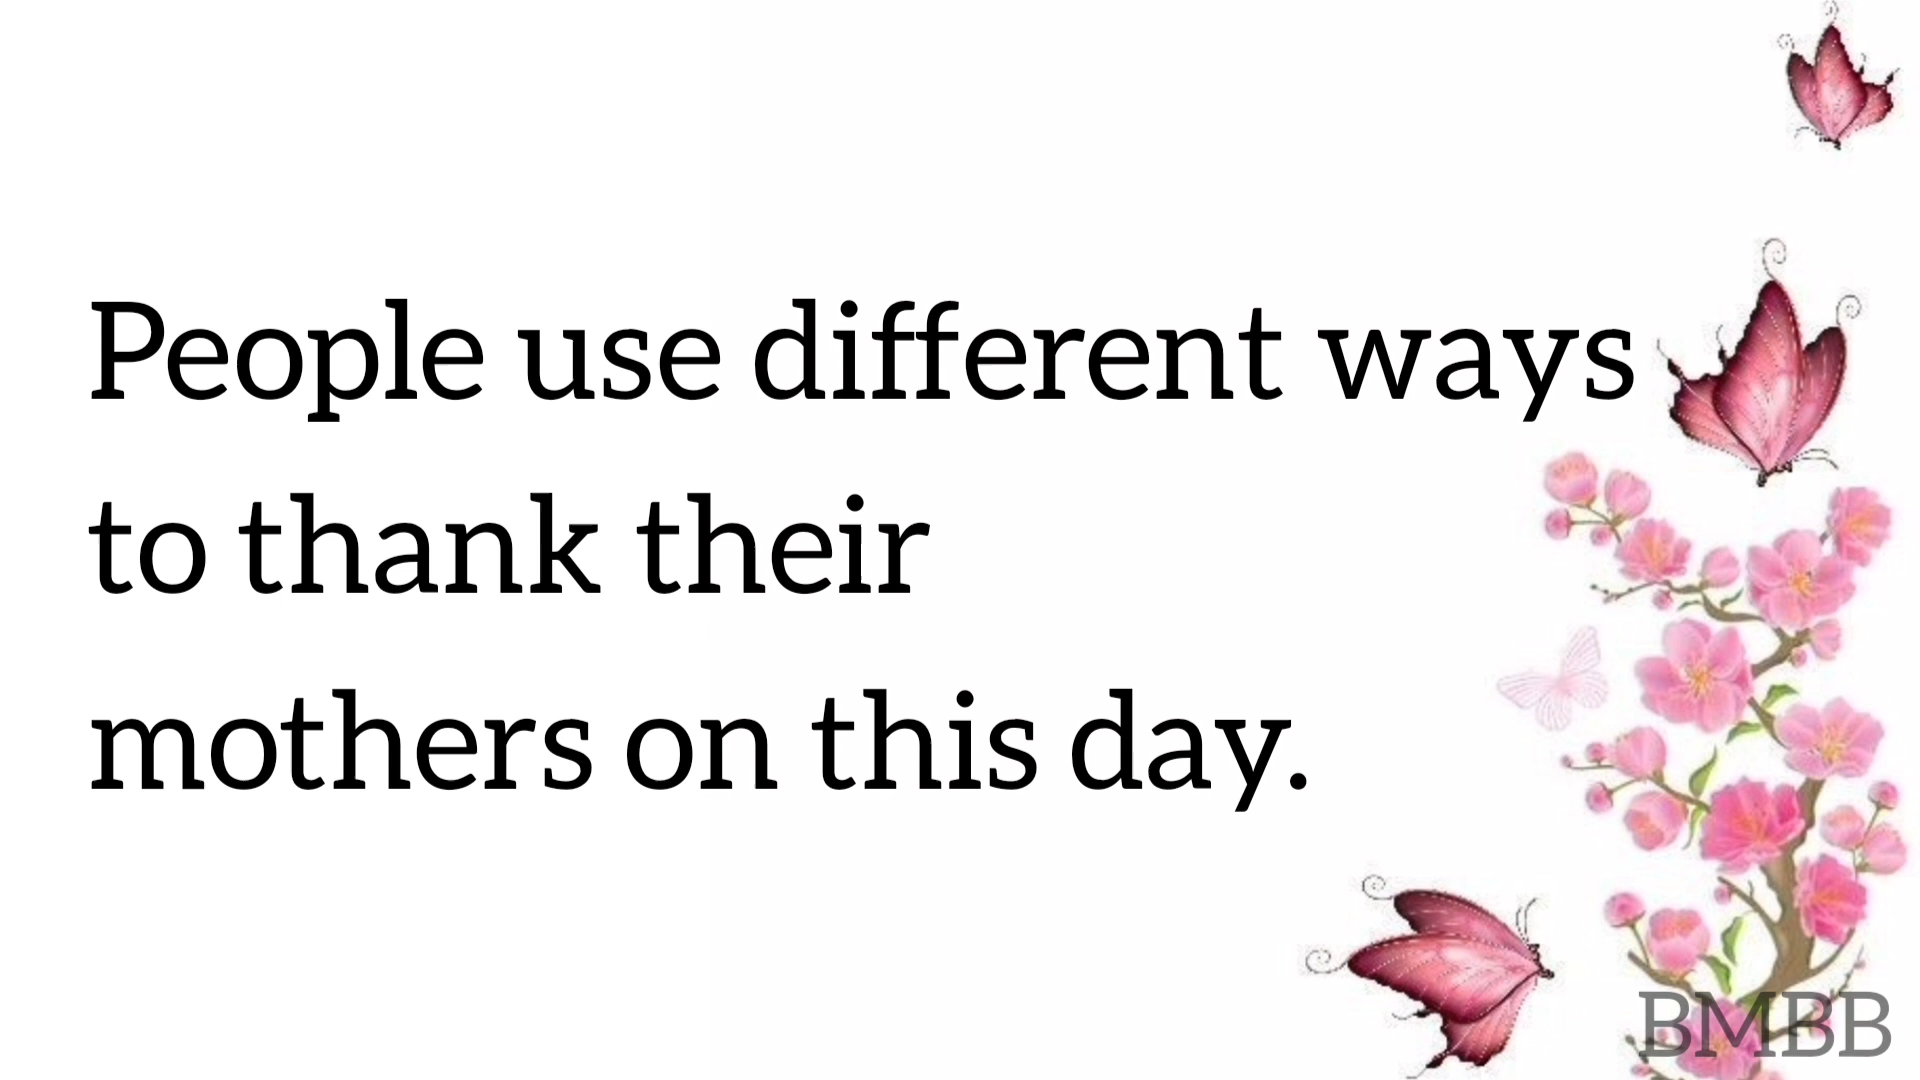 People use different ways
to thank their
mothers on this day.
BMBB